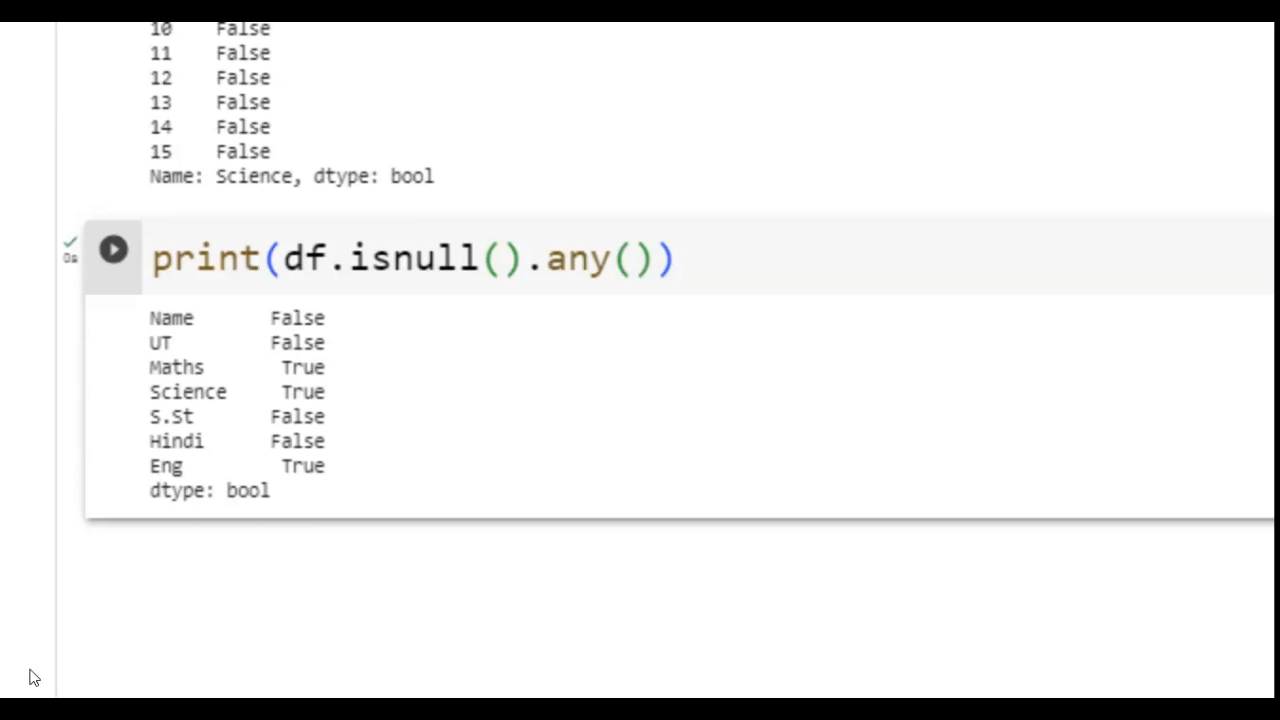 10 False
11 False
12 False
13 False
14 False
15 False
Name: Science, dtype: bool
0s
print(df.isnull().any())
Name False
UT False
Maths True
Science True
S.St False
Hindi False
Eng True
dtype: bool